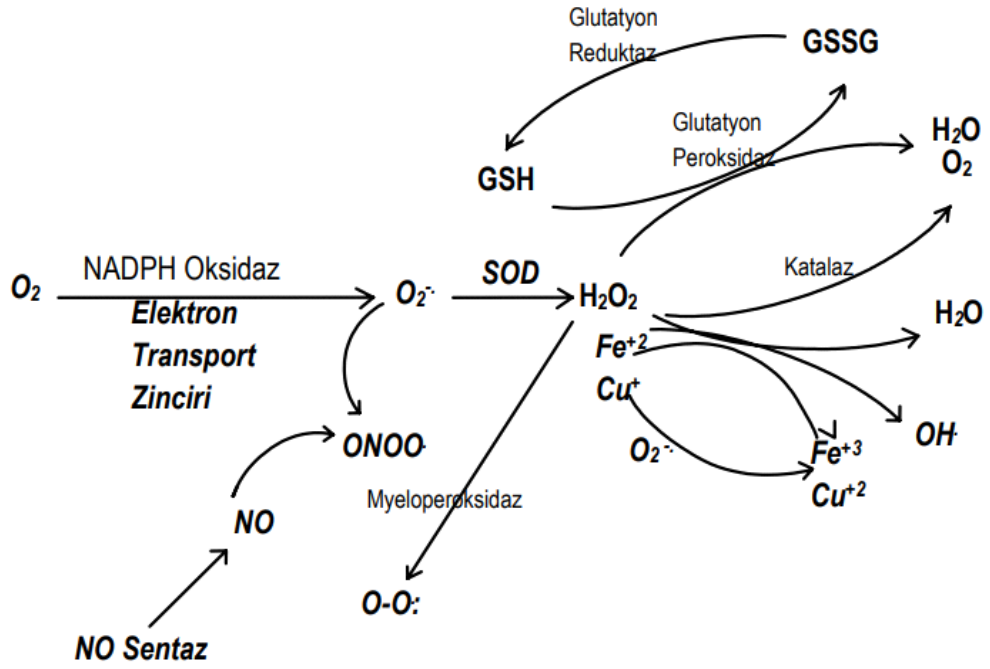 Glutatyon
Reduktaz
GSSG
Glutatyon
Peroksidaz
H₂O
O₂
GSH
Katalaz
NADPH Oksidaz
O₂
O₂⁻·
SOD
H₂O₂
H₂O
Elektron
Transport
Zinciri
Fe⁺²
Cu⁺
O₂⁻·
OH·
ONOO·
Fe⁺³
Cu⁺²
Myeloperoksidaz
NO
O-O:
NO Sentaz